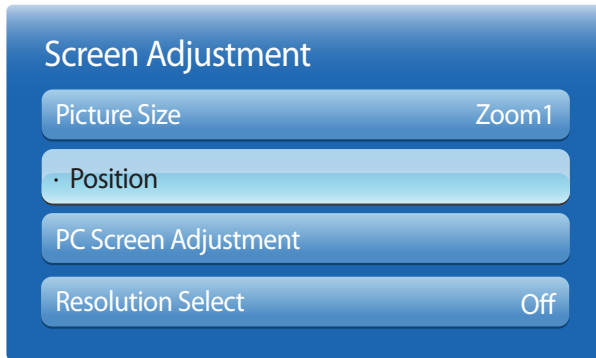 Screen Adjustment
Picture Size Zoom1
· Position
PC Screen Adjustment
Resolution Select Off